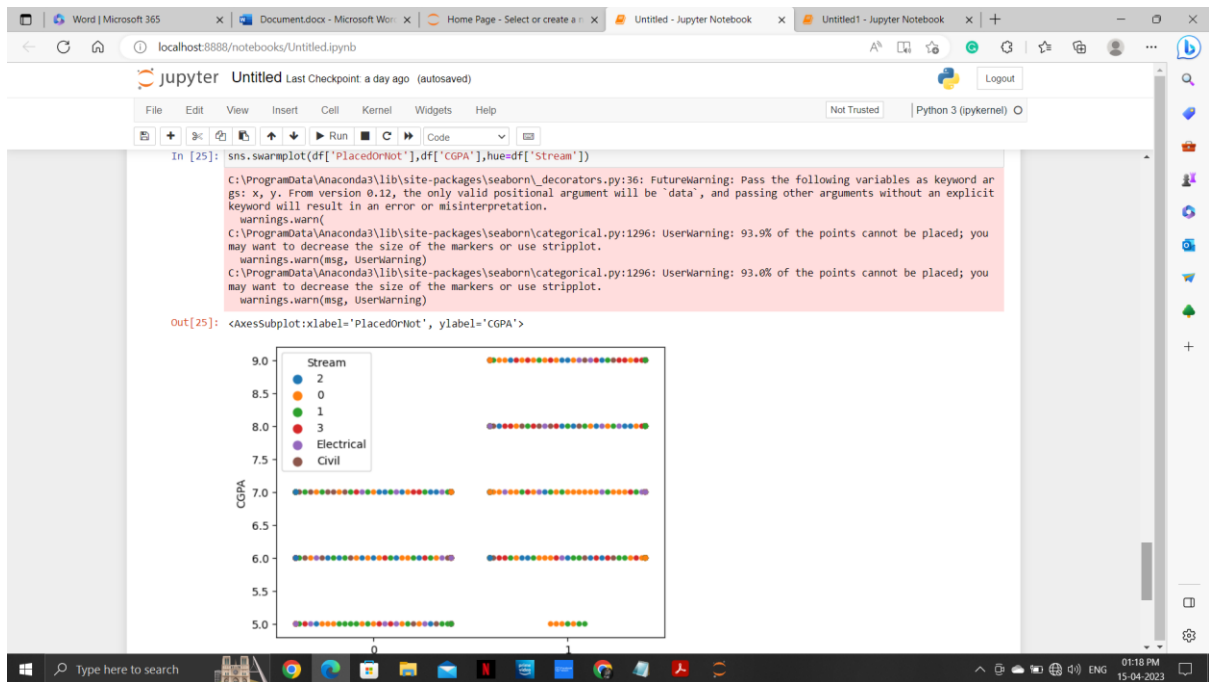 Word | Microsoft 365
Document.docx - Microsoft Wor
Home Page - Select or create a n
Untitled - Jupyter Notebook
Untitled1 - Jupyter Notebook
localhost:8888/notebooks/Untitled.ipynb
jupyter Untitled Last Checkpoint: a day ago (autosaved)
Logout
File Edit View Insert Cell Kernel Widgets Help
Not Trusted
Python 3 (ipykernel)
Run
Code
In [25]: sns.swarmplot(df['PlacedOrNot'],df['CGPA'],hue=df['Stream'])
C:\ProgramData\Anaconda3\lib\site-packages\seaborn\_decorators.py:36: FutureWarning: Pass the following variables as keyword ar
gs: x, y. From version 0.12, the only valid positional argument will be `data`, and passing other arguments without an explicit
keyword will result in an error or misinterpretation.
warnings.warn(
C:\ProgramData\Anaconda3\lib\site-packages\seaborn\categorical.py:1296: UserWarning: 93.9% of the points cannot be placed; you
may want to decrease the size of the markers or use stripplot.
warnings.warn(msg, UserWarning)
C:\ProgramData\Anaconda3\lib\site-packages\seaborn\categorical.py:1296: UserWarning: 93.0% of the points cannot be placed; you
may want to decrease the size of the markers or use stripplot.
warnings.warn(msg, UserWarning)
Out[25]: <AxesSubplot:xlabel='PlacedOrNot', ylabel='CGPA'>
Stream
2
0
1
3
Electrical
Civil
9.0
8.5
8.0
7.5
7.0
6.5
6.0
5.5
5.0
CGPA
0 1
Type here to search
ENG
01:18 PM
15-04-2023